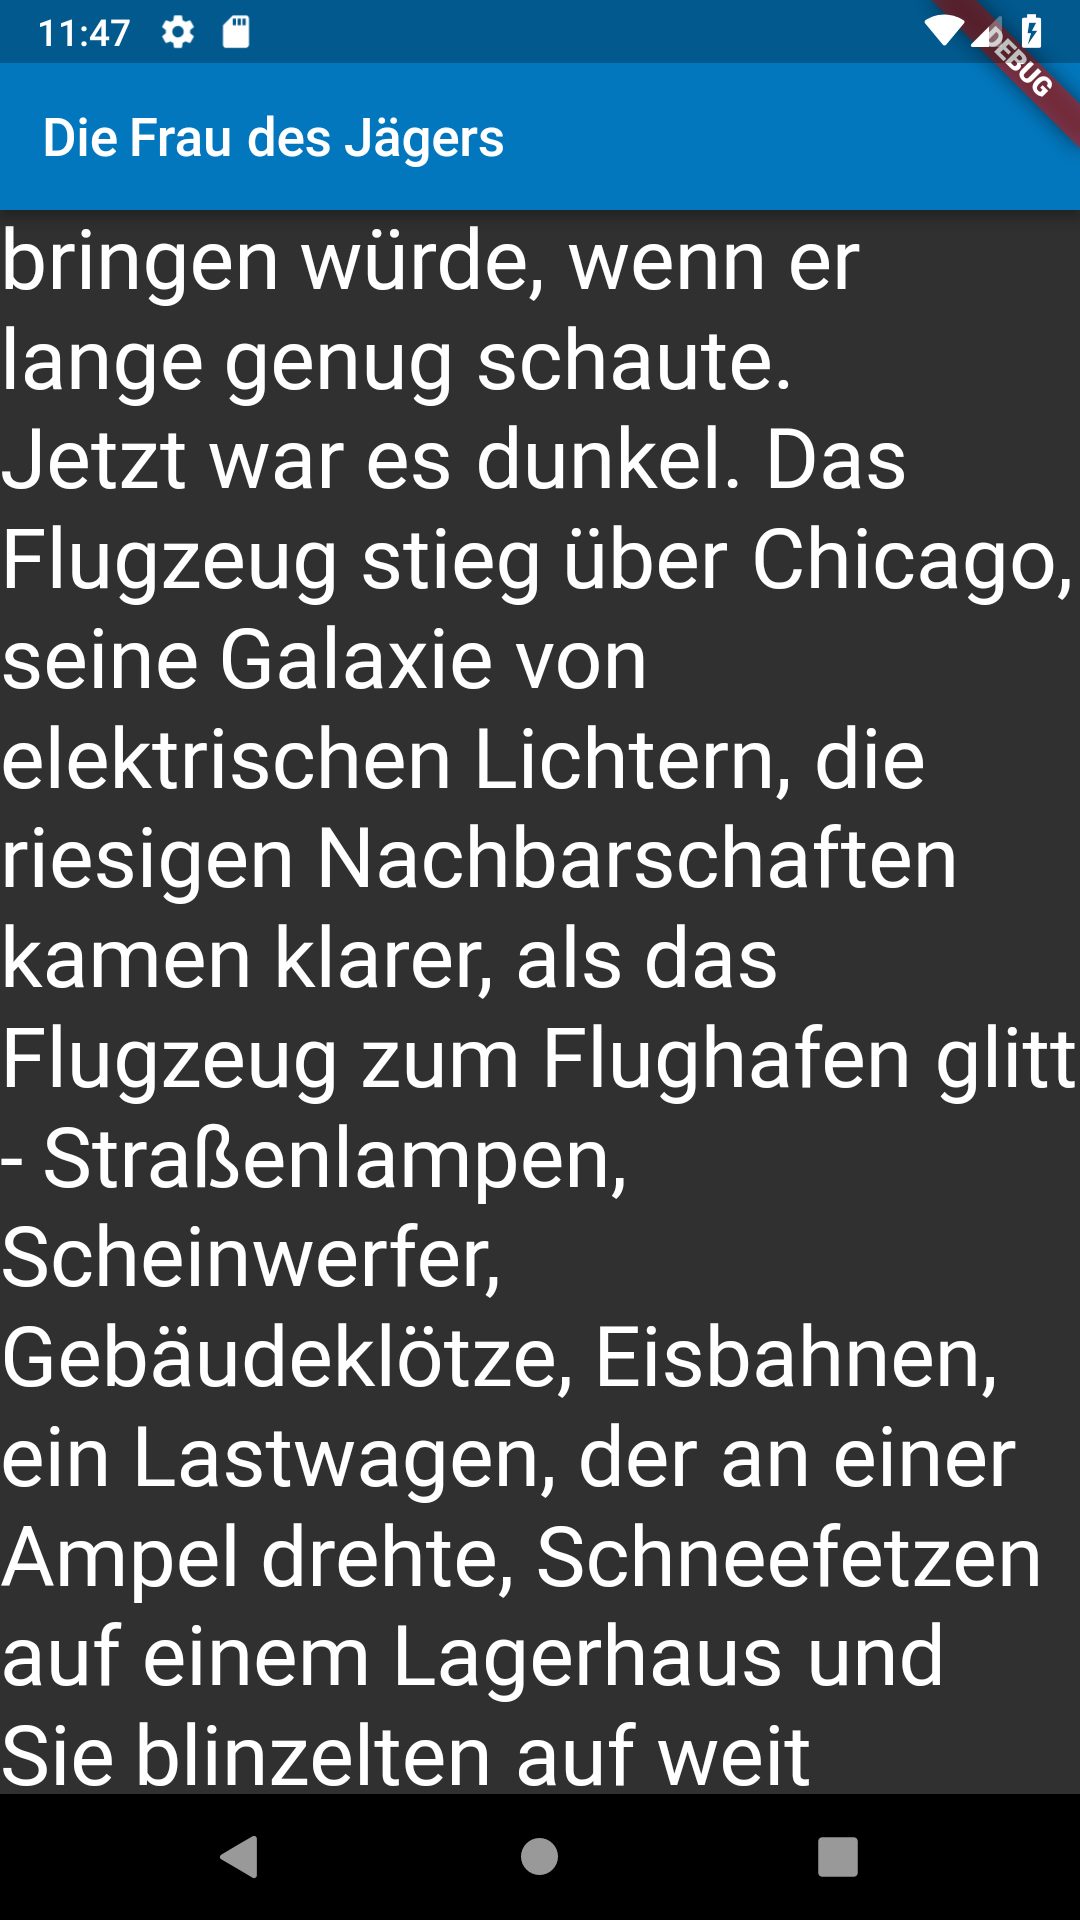 11:47
DEBUG
Die Frau des Jägers
bringen würde, wenn er
lange genug schaute.
Jetzt war es dunkel. Das
Flugzeug stieg über Chicago,
seine Galaxie von
elektrischen Lichtern, die
riesigen Nachbarschaften
kamen klarer, als das
Flugzeug zum Flughafen glitt
- Straßenlampen,
Scheinwerfer,
Gebäudeklötze, Eisbahnen,
ein Lastwagen, der an einer
Ampel drehte, Schneefetzen
auf einem Lagerhaus und
Sie blinzelten auf weit